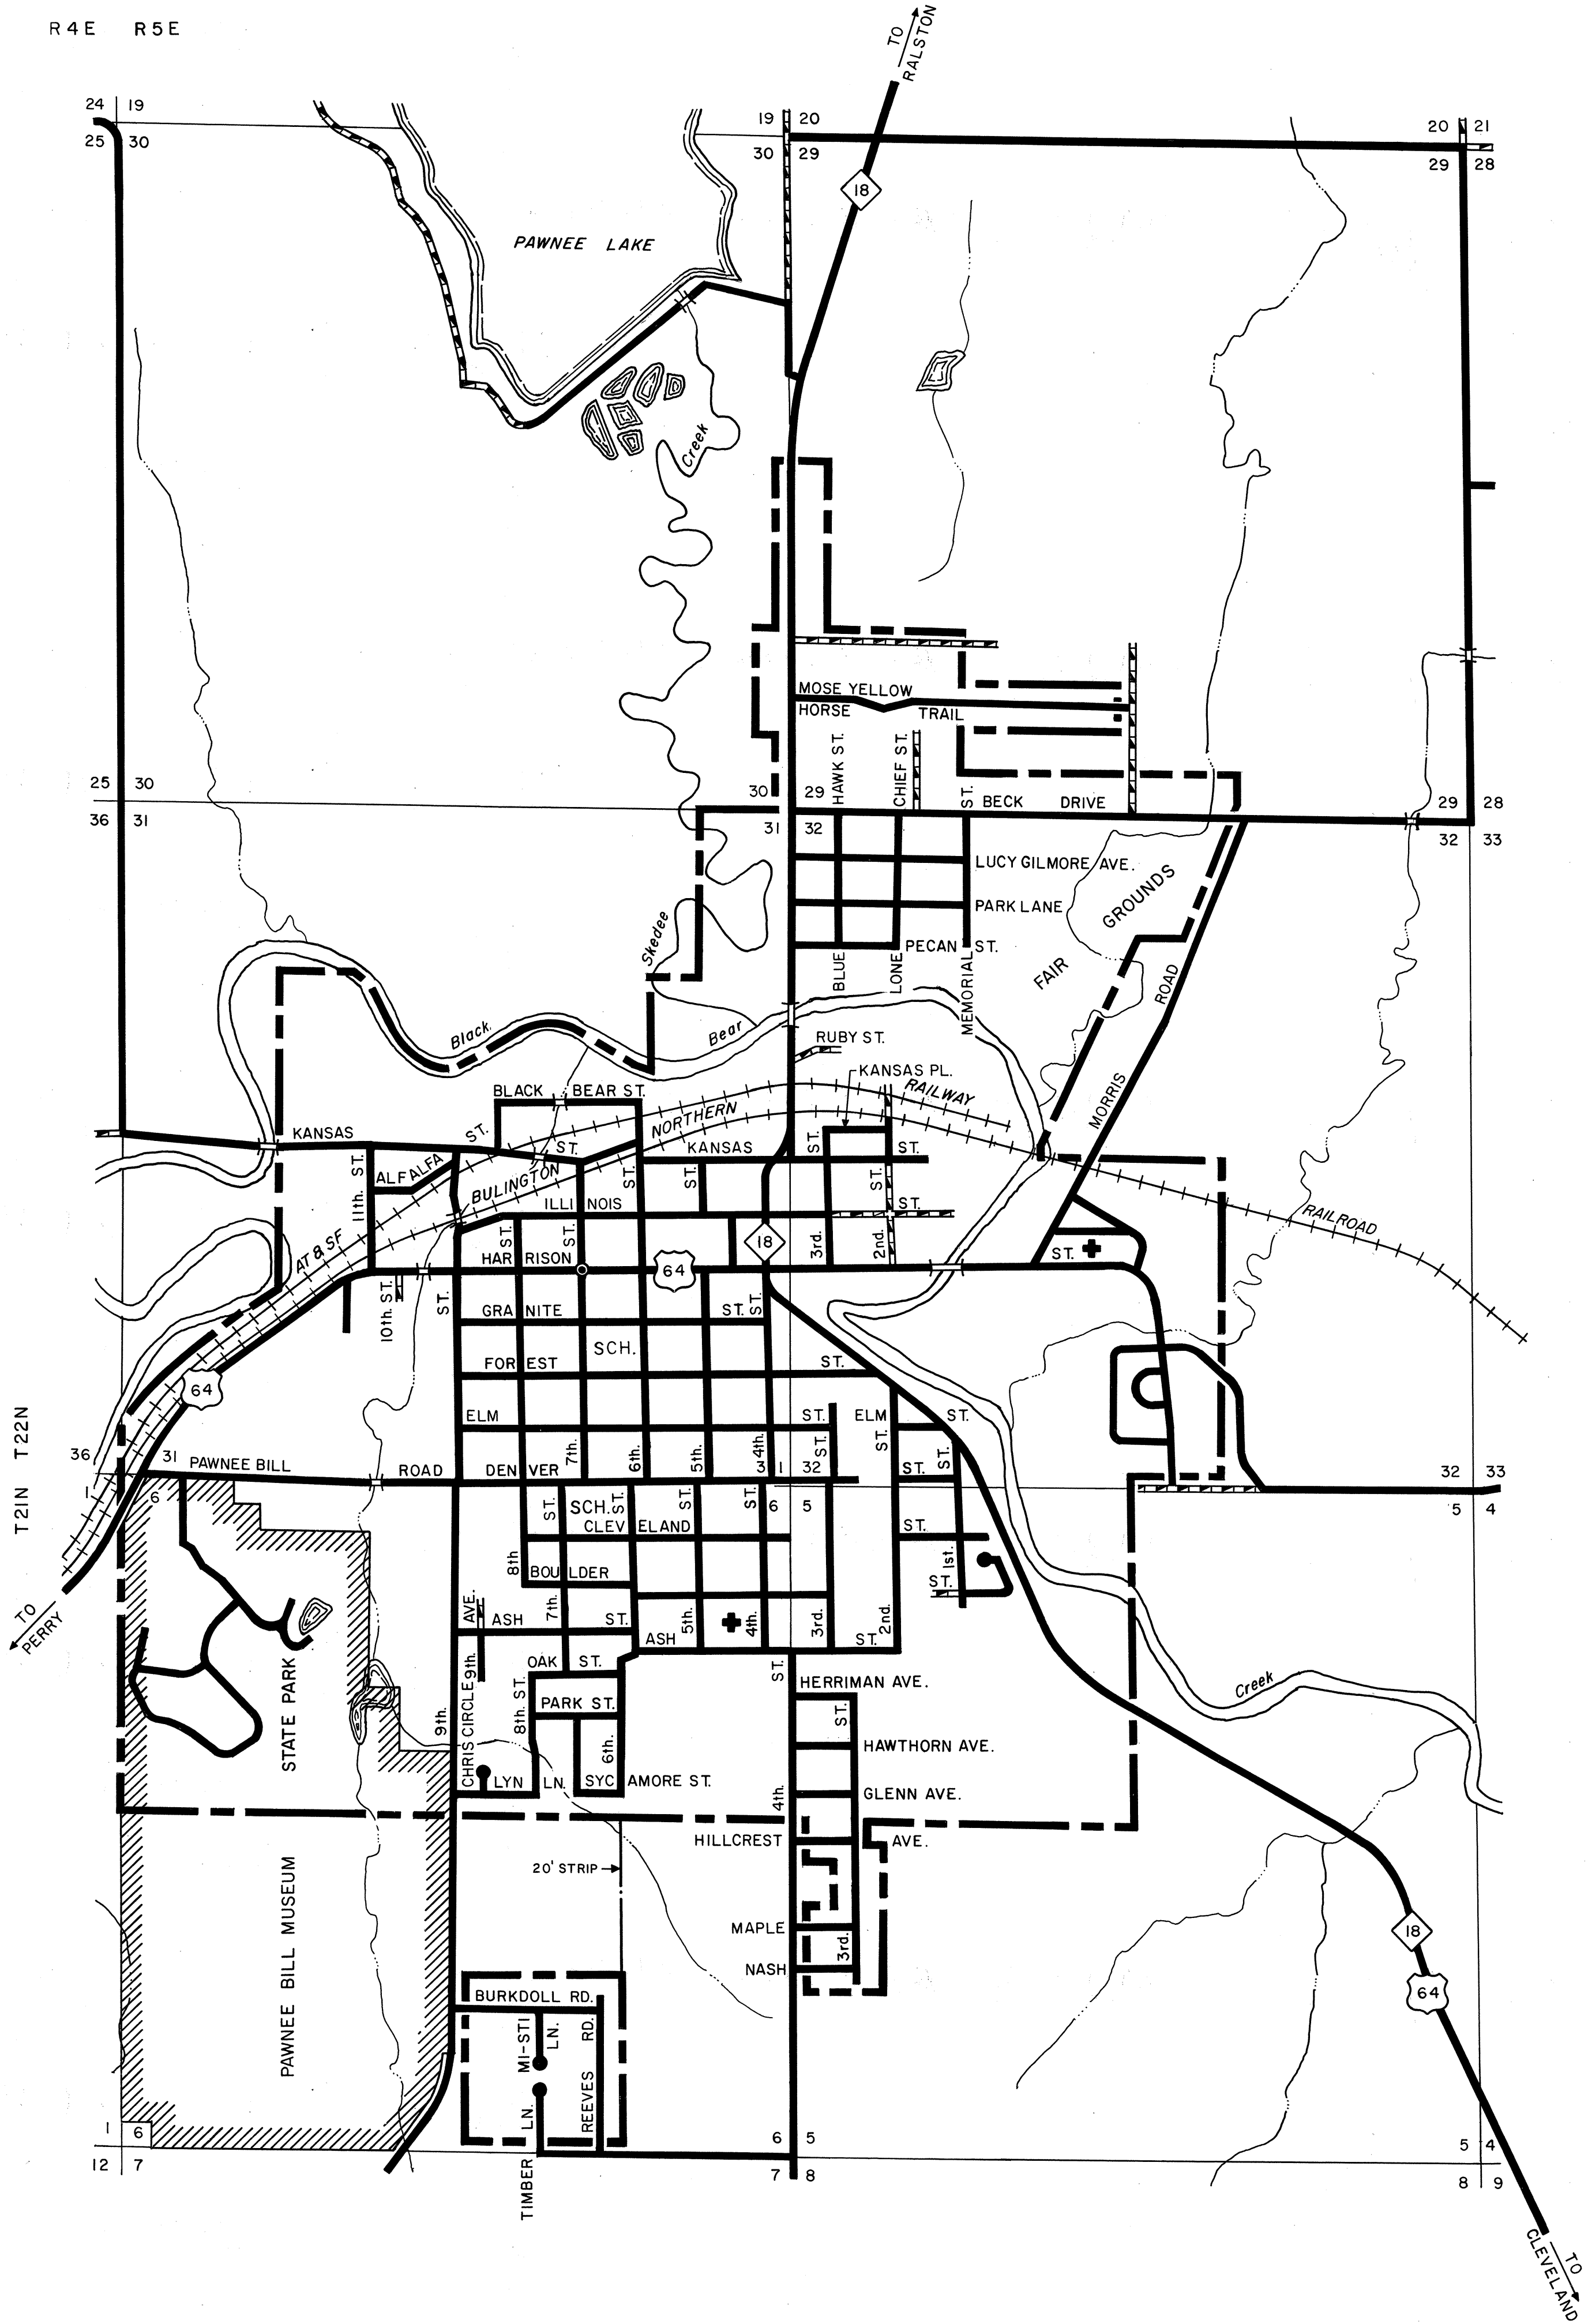 R4E R5E
TO RALSTON
24 19
25 30
19 20
30 29
20 21
29 28
18
PAWNEE LAKE
Creek
MOSE YELLOW
HORSE TRAIL
HAWK ST.
CHIEF ST.
ST.
BECK DRIVE
25 30
36 31
30 29
31 32
29 28
32 33
LUCY GILMORE AVE.
PARK LANE
PECAN ST.
BLUE
LONE
MEMORIAL
FAIR GROUNDS
Skedee
MORRIS ROAD
Black
Bear
RUBY ST.
KANSAS PL.
RAILWAY
BLACK BEAR ST.
NORTHERN
KANSAS ST.
ST.
KANSAS ST.
ST.
11th. ST.
ALFALFA
BULINGTON
ILLINOIS ST.
ST.
ST.
3rd.
2nd. ST.
RAILROAD
AT & SF
ST.
ST.
HARRISON
64
18
ST.
10th. ST.
ST.
GRANITE ST.
ST.
SCH.
FOREST ST.
64
ELM ST.
ELM ST.
T21N T22N
36 31
1 6
PAWNEE BILL ROAD
DENVER
7th.
6th.
5th.
4th.
31 32
6 5
ST.
ST.
ST.
ST.
32 33
5 4
ST.
SCH.
ST.
ST.
ST.
CLEVELAND
ST.
8th
BOULDER
1st.
ST.
TO PERRY
AVE.
ASH ST.
7th.
ASH
5th.
4th.
3rd.
ST.
2nd.
OAK ST.
ST.
HERRIMAN AVE.
STATE PARK
9th.
CHRIS CIRCLE 9th.
8th. ST.
PARK ST.
6th.
ST.
Creek
HAWTHORN AVE.
LYN LN.
SYCAMORE ST.
4th.
GLENN AVE.
HILLCREST AVE.
20' STRIP
PAWNEE BILL MUSEUM
MAPLE
3rd.
NASH
18
64
BURKDOLL RD.
MI-STI LN.
REEVES RD.
TIMBER LN.
1 6
12 7
6 5
7 8
5 4
8 9
TO CLEVELAND